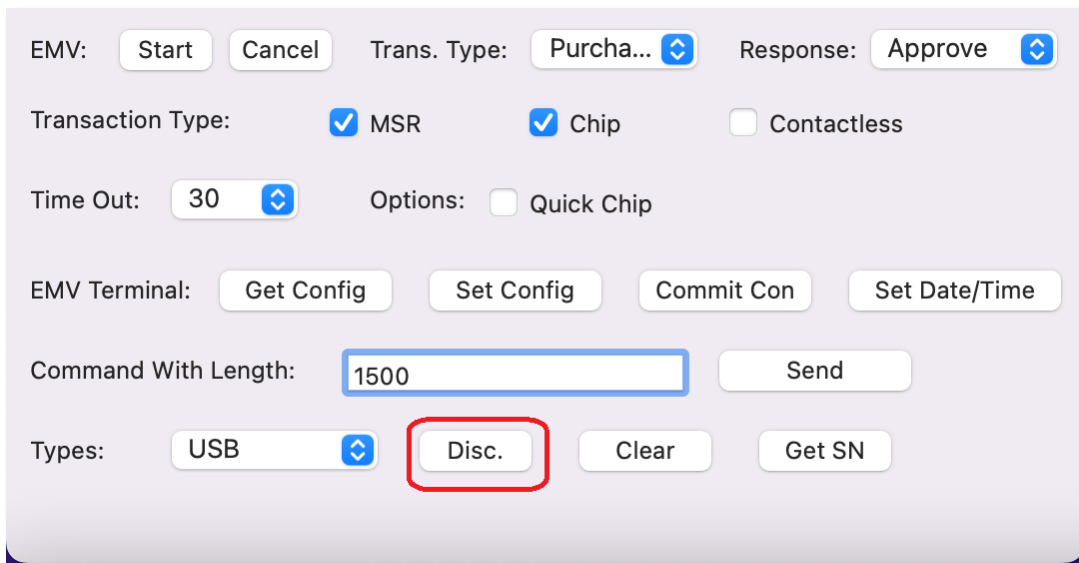 EMV: Start Cancel Trans. Type: Purcha... Response: Approve
Transaction Type: MSR Chip Contactless
Time Out: 30 Options: Quick Chip
EMV Terminal: Get Config Set Config Commit Con Set Date/Time
Command With Length: 1500 Send
Types: USB Disc. Clear Get SN